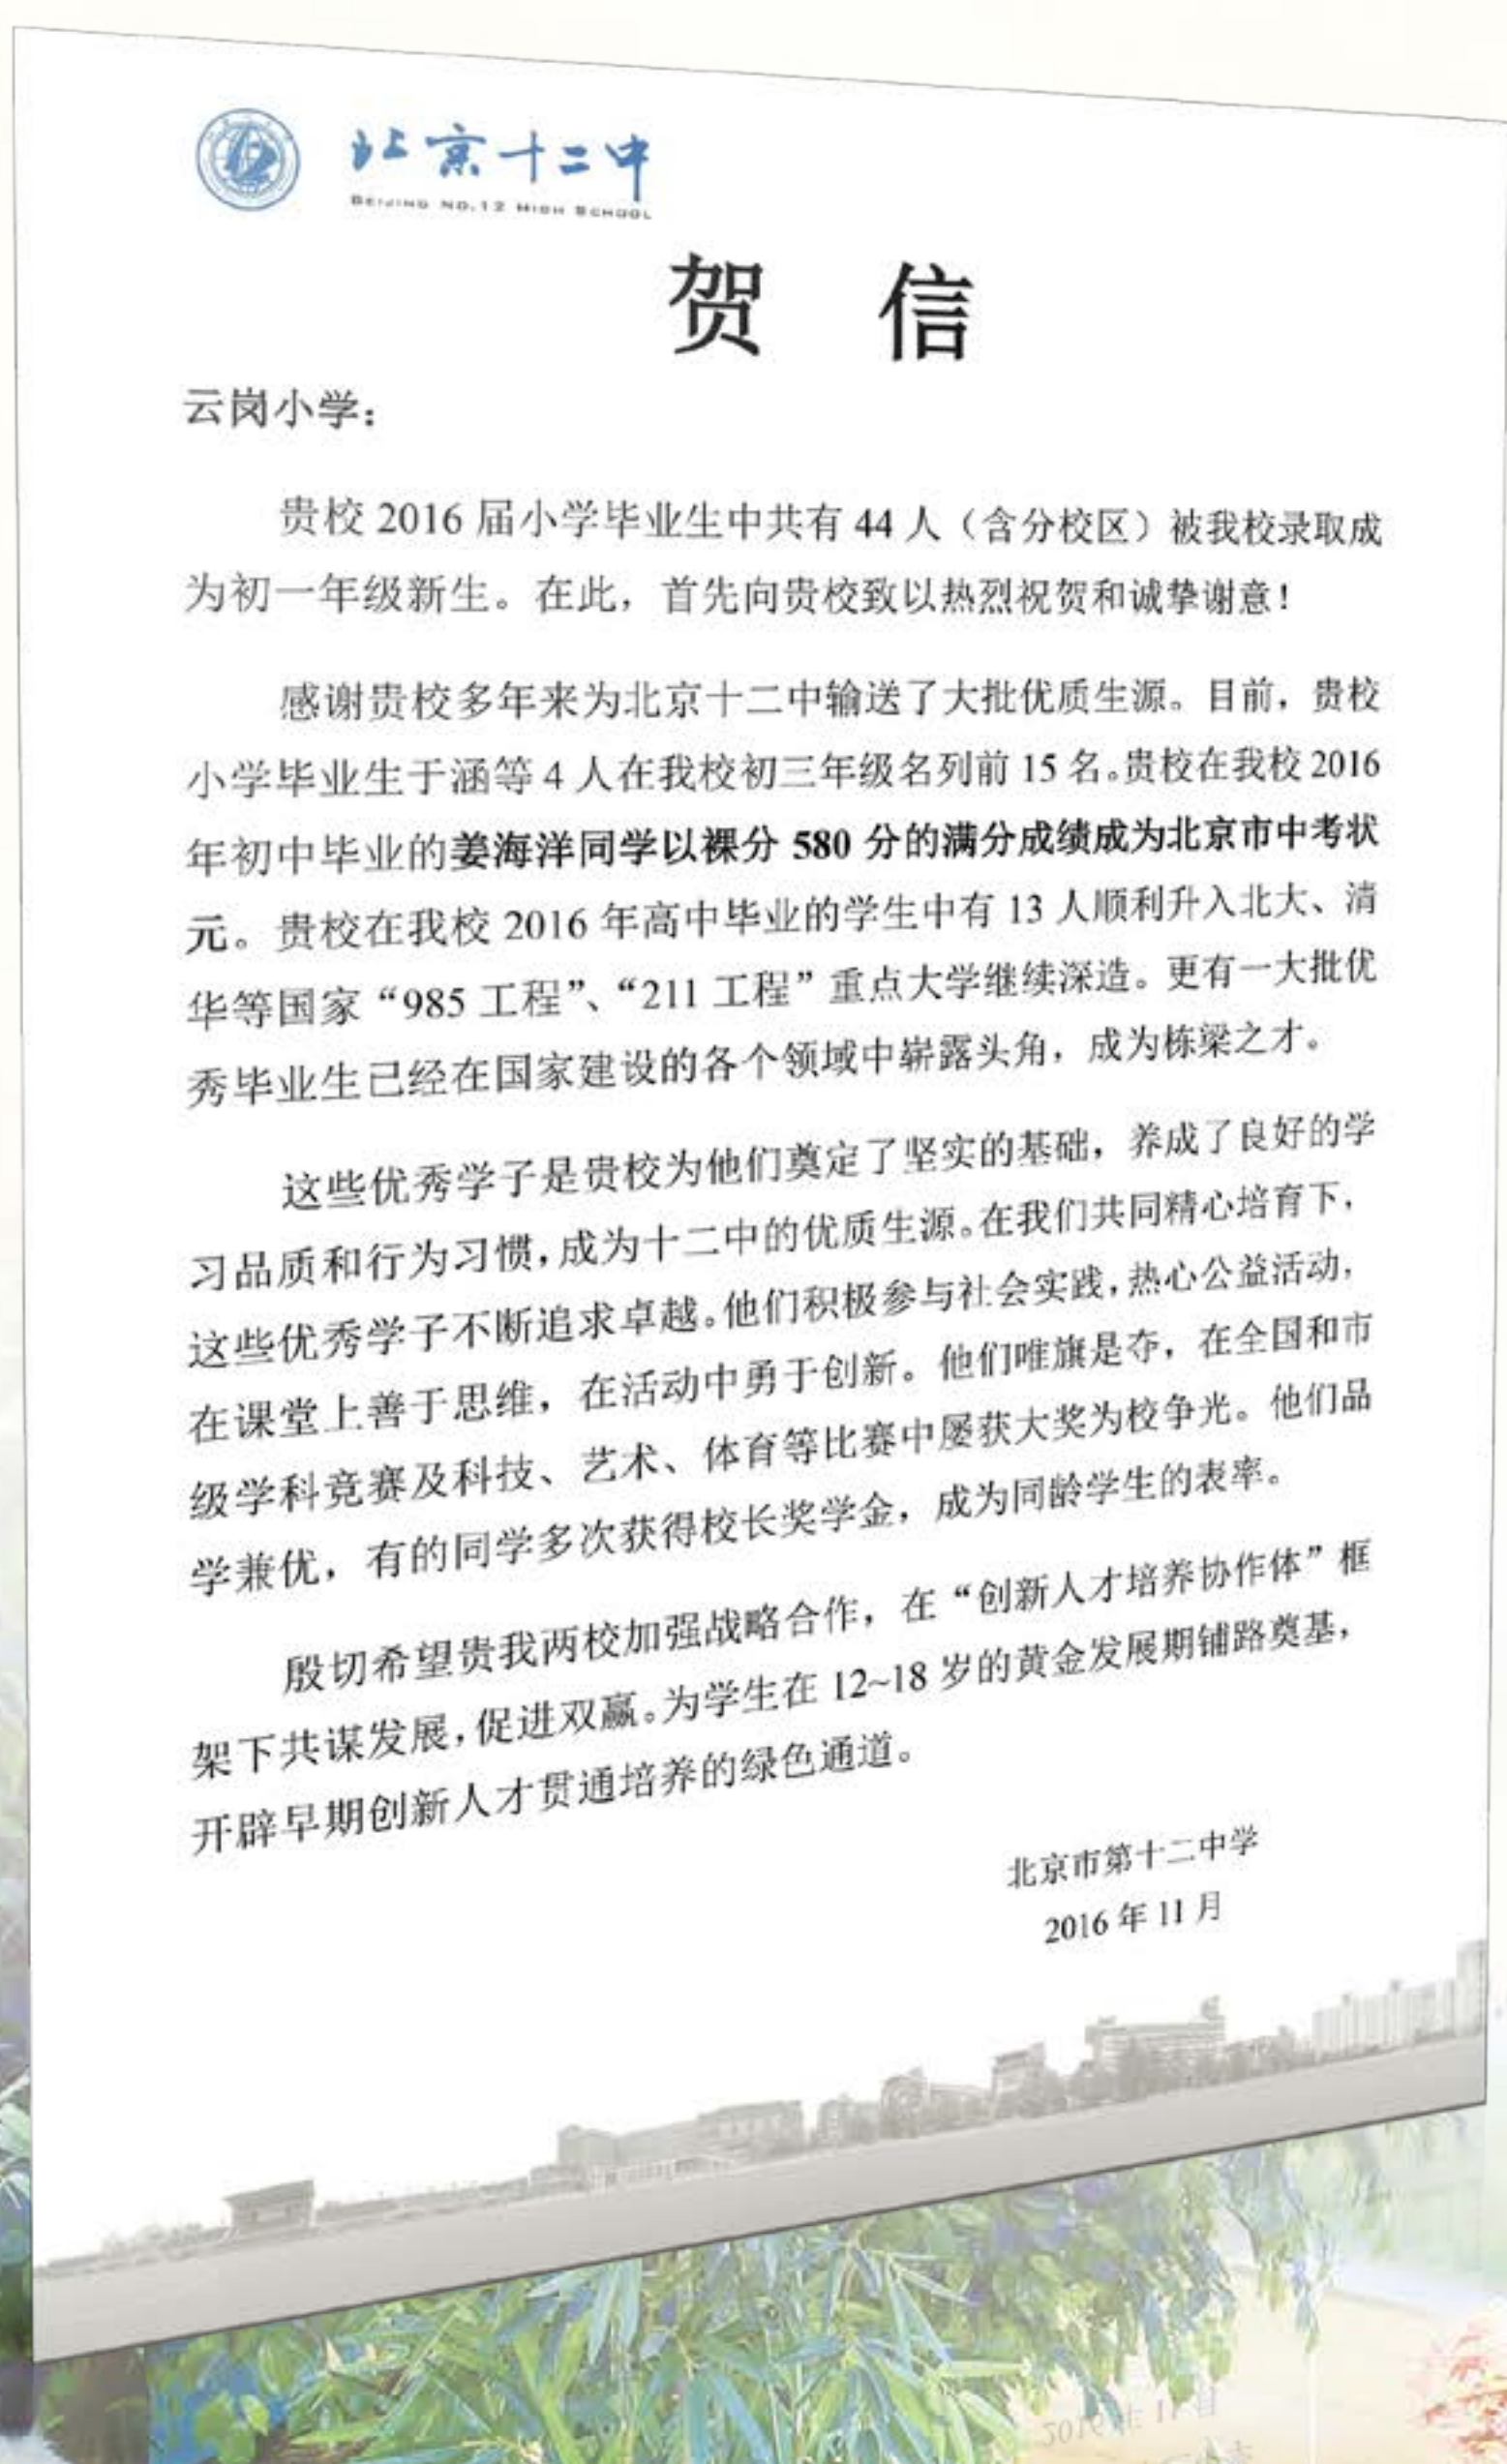 北京十二中
BEIJING NO.12 HIGH SCHOOL
贺 信
云岗小学：
贵校 2016 届小学毕业生中共有 44 人（含分校区）被我校录取成
为初一年级新生。在此，首先向贵校致以热烈祝贺和诚挚谢意！
感谢贵校多年来为北京十二中输送了大批优质生源。目前，贵校
小学毕业生于涵等 4 人在我校初三年级名列前 15 名。贵校在我校 2016
年初中毕业的姜海洋同学以裸分 580 分的满分成绩成为北京市中考状
元。贵校在我校 2016 年高中毕业的学生中有 13 人顺利升入北大、清
华等国家“985 工程”、“211 工程”重点大学继续深造。更有一大批优
秀毕业生已经在国家建设的各个领域中崭露头角，成为栋梁之才。
这些优秀学子是贵校为他们奠定了坚实的基础，养成了良好的学
习品质和行为习惯，成为十二中的优质生源。在我们共同精心培育下，
这些优秀学子不断追求卓越。他们积极参与社会实践，热心公益活动，
在课堂上善于思维，在活动中勇于创新。他们唯旗是夺，在全国和市
级学科竞赛及科技、艺术、体育等比赛中屡获大奖为校争光。他们品
学兼优，有的同学多次获得校长奖学金，成为同龄学生的表率。
殷切希望贵我两校加强战略合作，在“创新人才培养协作体”框
架下共谋发展，促进双赢。为学生在 12~18 岁的黄金发展期铺路奠基，
开辟早期创新人才贯通培养的绿色通道。
北京市第十二中学
2016 年 11 月